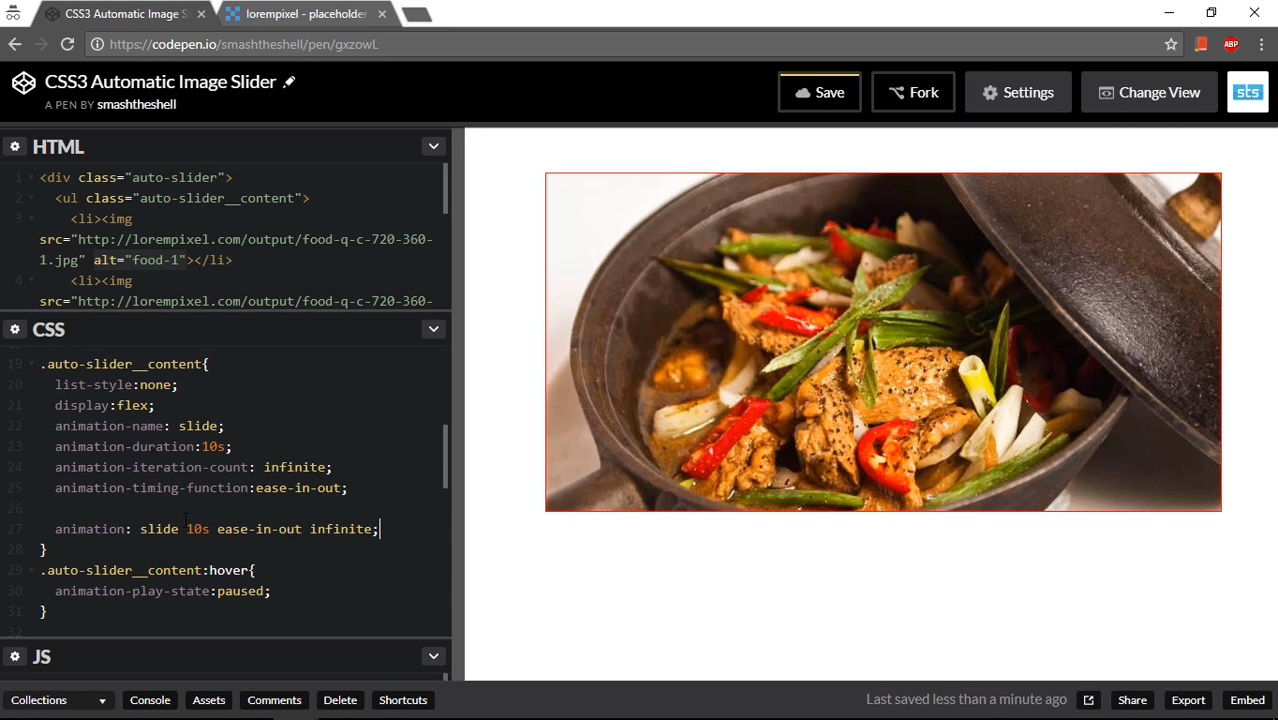 CSS3 Automatic Image S
lorempixel - placeholder
https://codepen.io/smashtheshell/pen/gxzowL
ABP
CSS3 Automatic Image Slider
A PEN BY smashtheshell
Save
Fork
Settings
Change View
sts
HTML
1 <div class="auto-slider">
2 <ul class="auto-slider__content">
3 <li><img
src="http://lorempixel.com/output/food-q-c-720-360-
1.jpg" alt="food-1"></li>
4 <li><img
src="http://lorempixel.com/output/food-q-c-720-360-
CSS
19 .auto-slider__content{
20 list-style:none;
21 display:flex;
22 animation-name: slide;
23 animation-duration:10s;
24 animation-iteration-count: infinite;
25 animation-timing-function:ease-in-out;
26
27 animation: slide 10s ease-in-out infinite;
28 }
29 .auto-slider__content:hover{
30 animation-play-state:paused;
31 }
32
JS
Collections
Console
Assets
Comments
Delete
Shortcuts
Last saved less than a minute ago
Share
Export
Embed